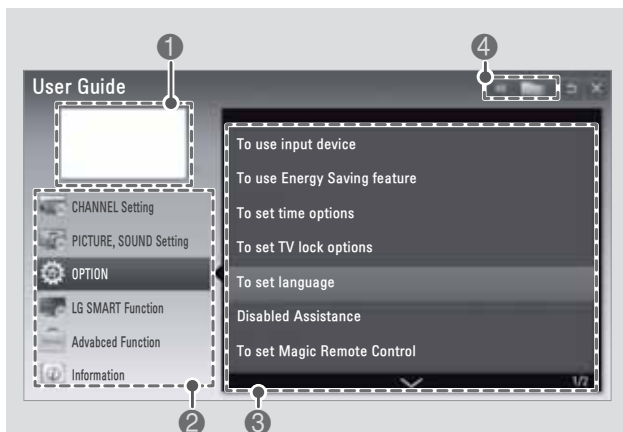 1
4
User Guide
CHANNEL Setting
PICTURE, SOUND Setting
OPTION
LG SMART Function
Advabced Function
Information
To use input device
To use Energy Saving feature
To set time options
To set TV lock options
To set language
Disabled Assistance
To set Magic Remote Control
1/7
2
3